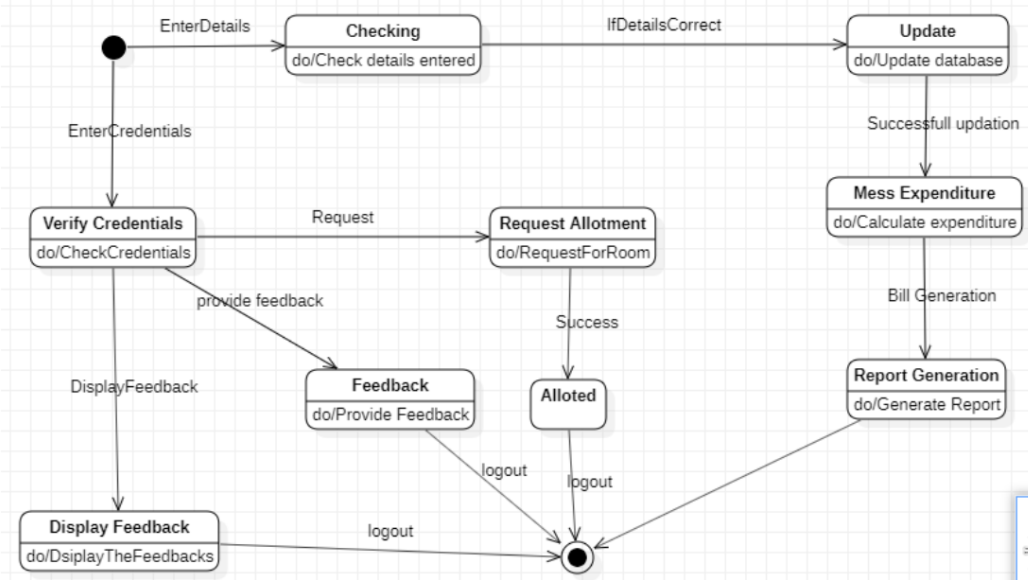 EnterDetails
Checking
do/Check details entered
IfDetailsCorrect
Update
do/Update database
EnterCredentials
Successfull updation
Verify Credentials
do/CheckCredentials
Request
Request Allotment
do/RequestForRoom
Mess Expenditure
do/Calculate expenditure
provide feedback
Success
Bill Generation
DisplayFeedback
Feedback
do/Provide Feedback
Alloted
Report Generation
do/Generate Report
logout
logout
Display Feedback
do/DsiplayTheFeedbacks
logout